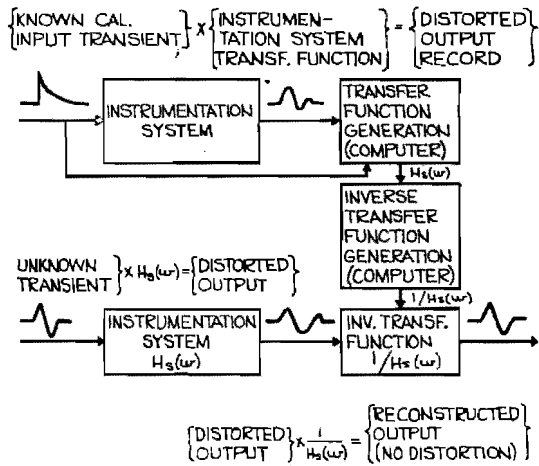 {KNOWN CAL. INPUT TRANSIENT} X {INSTRUMEN-TATION SYSTEM TRANSF. FUNCTION} = {DISTORTED OUTPUT RECORD}
INSTRUMENTATION
SYSTEM
TRANSFER
FUNCTION
GENERATION
(COMPUTER)
Hs(ω)
INVERSE
TRANSFER
FUNCTION
GENERATION
(COMPUTER)
1/Hs(ω)
UNKNOWN TRANSIENT} x Hs(ω) = {DISTORTED OUTPUT}
INSTRUMENTATION
SYSTEM
Hs(ω)
INV. TRANSF.
FUNCTION
1/Hs(ω)
{DISTORTED OUTPUT} x 1/Hs(ω) = {RECONSTRUCTED OUTPUT (NO DISTORTION)}